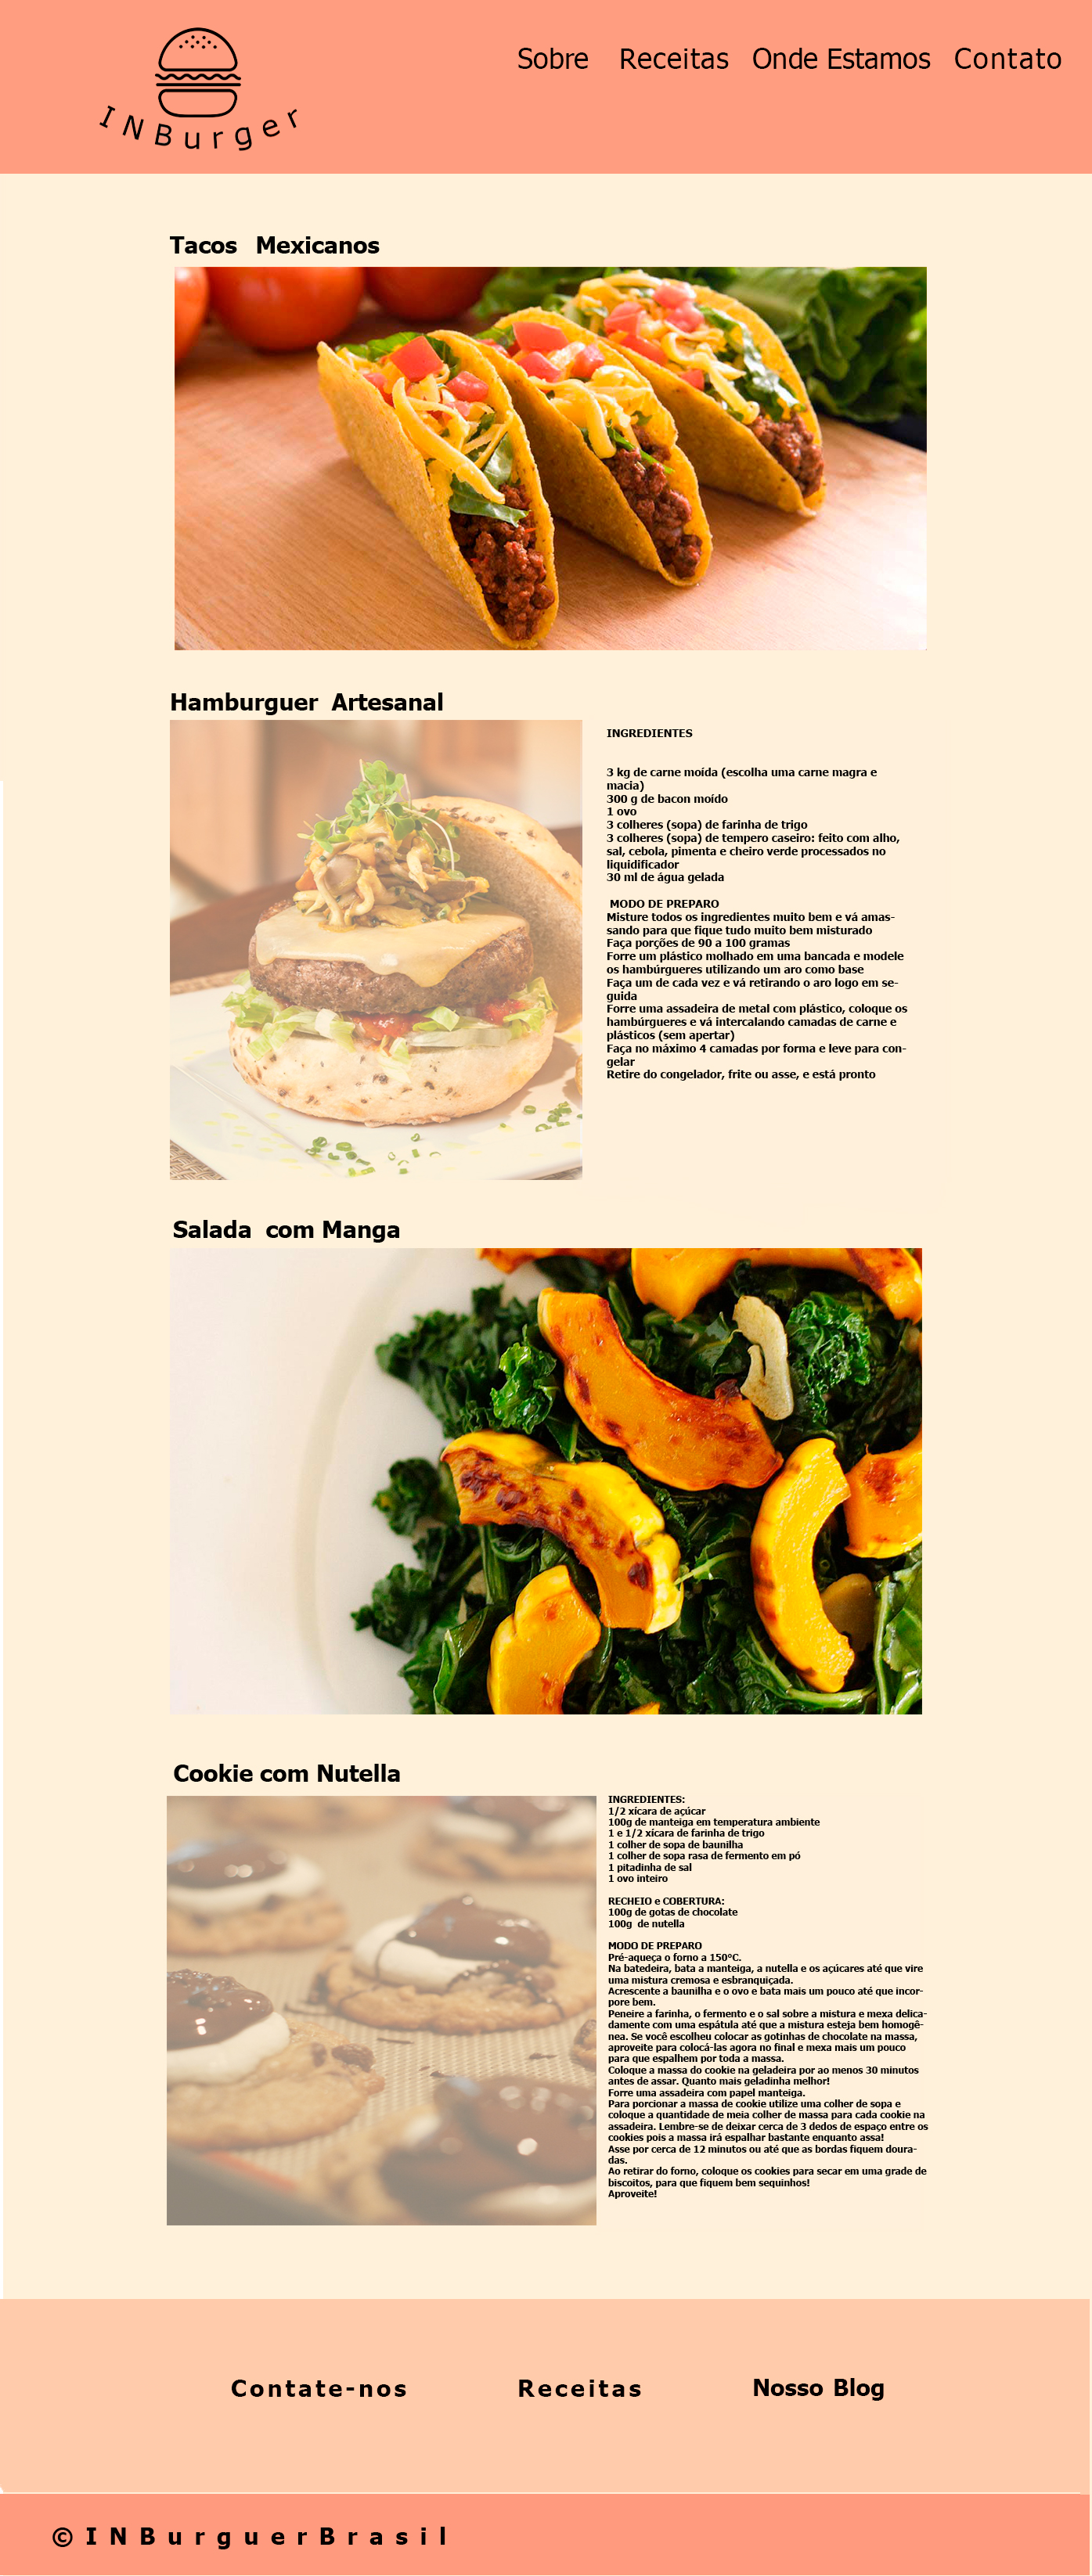 INBurger
Sobre Receitas Onde Estamos Contato
Tacos Mexicanos
Hamburguer Artesanal
INGREDIENTES
3 kg de carne moída (escolha uma carne magra e
macia)
300 g de bacon moído
1 ovo
3 colheres (sopa) de farinha de trigo
3 colheres (sopa) de tempero caseiro: feito com alho,
sal, cebola, pimenta e cheiro verde processados no
liquidificador
30 ml de água gelada
MODO DE PREPARO
Misture todos os ingredientes muito bem e vá amas-
sando para que fique tudo muito bem misturado
Faça porções de 90 a 100 gramas
Forre um plástico molhado em uma bancada e modele
os hambúrgueres utilizando um aro como base
Faça um de cada vez e vá retirando o aro logo em se-
guida
Forre uma assadeira de metal com plástico, coloque os
hambúrgueres e vá intercalando camadas de carne e
plásticos (sem apertar)
Faça no máximo 4 camadas por forma e leve para con-
gelar
Retire do congelador, frite ou asse, e está pronto
Salada com Manga
Cookie com Nutella
INGREDIENTES:
1/2 xícara de açúcar
100g de manteiga em temperatura ambiente
1 e 1/2 xícara de farinha de trigo
1 colher de sopa de baunilha
1 colher de sopa rasa de fermento em pó
1 pitadinha de sal
1 ovo inteiro
RECHEIO e COBERTURA:
100g de gotas de chocolate
100g de nutella
MODO DE PREPARO
Pré-aqueça o forno a 150°C.
Na batedeira, bata a manteiga, a nutella e os açúcares até que vire
uma mistura cremosa e esbranquiçada.
Acrescente a baunilha e o ovo e bata mais um pouco até que incor-
pore bem.
Peneire a farinha, o fermento e o sal sobre a mistura e mexa delica-
damente com uma espátula até que a mistura esteja bem homogê-
nea. Se você escolheu colocar as gotinhas de chocolate na massa,
aproveite para colocá-las agora no final e mexa mais um pouco
para que espalhem por toda a massa.
Coloque a massa do cookie na geladeira por ao menos 30 minutos
antes de assar. Quanto mais geladinha melhor!
Forre uma assadeira com papel manteiga.
Para porcionar a massa de cookie utilize uma colher de sopa e
coloque a quantidade de meia colher de massa para cada cookie na
assadeira. Lembre-se de deixar cerca de 3 dedos de espaço entre os
cookies pois a massa irá espalhar bastante enquanto assa!
Asse por cerca de 12 minutos ou até que as bordas fiquem doura-
das.
Ao retirar do forno, coloque os cookies para secar em uma grade de
biscoitos, para que fiquem bem sequinhos!
Aproveite!
Contate-nos Receitas Nosso Blog
©INBurguerBrasil